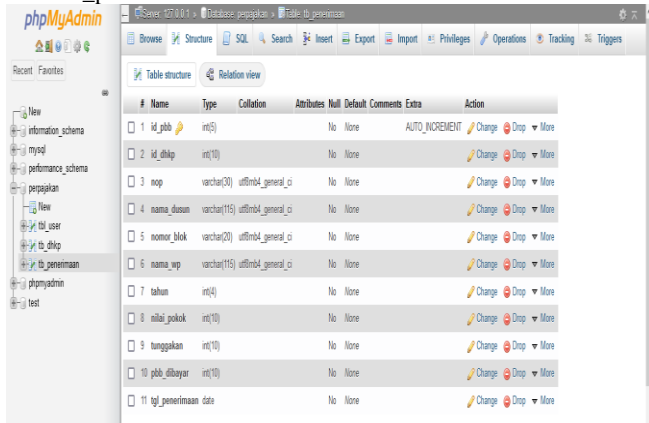 phpMyAdmin
Recent Favorites
New
information_schema
mysql
performance_schema
perpajakan
New
tbl_user
tb_dhkp
tb_penerimaan
phpmyadmin
test
Server: 127.0.0.1 » Database: perpajakan » Table: tb_penerimaan
Browse Structure SQL Search Insert Export Import Privileges Operations Tracking Triggers
Table structure Relation view
# Name Type Collation Attributes Null Default Comments Extra Action
1 id_pbb int(5) No None AUTO_INCREMENT Change Drop More
2 id_dhkp int(10) No None Change Drop More
3 nop varchar(30) utf8mb4_general_ci No None Change Drop More
4 nama_dusun varchar(115) utf8mb4_general_ci No None Change Drop More
5 nomor_blok varchar(20) utf8mb4_general_ci No None Change Drop More
6 nama_wp varchar(115) utf8mb4_general_ci No None Change Drop More
7 tahun int(4) No None Change Drop More
8 nilai_pokok int(10) No None Change Drop More
9 tunggakan int(10) No None Change Drop More
10 pbb_dibayar int(10) No None Change Drop More
11 tgl_penerimaan date No None Change Drop More